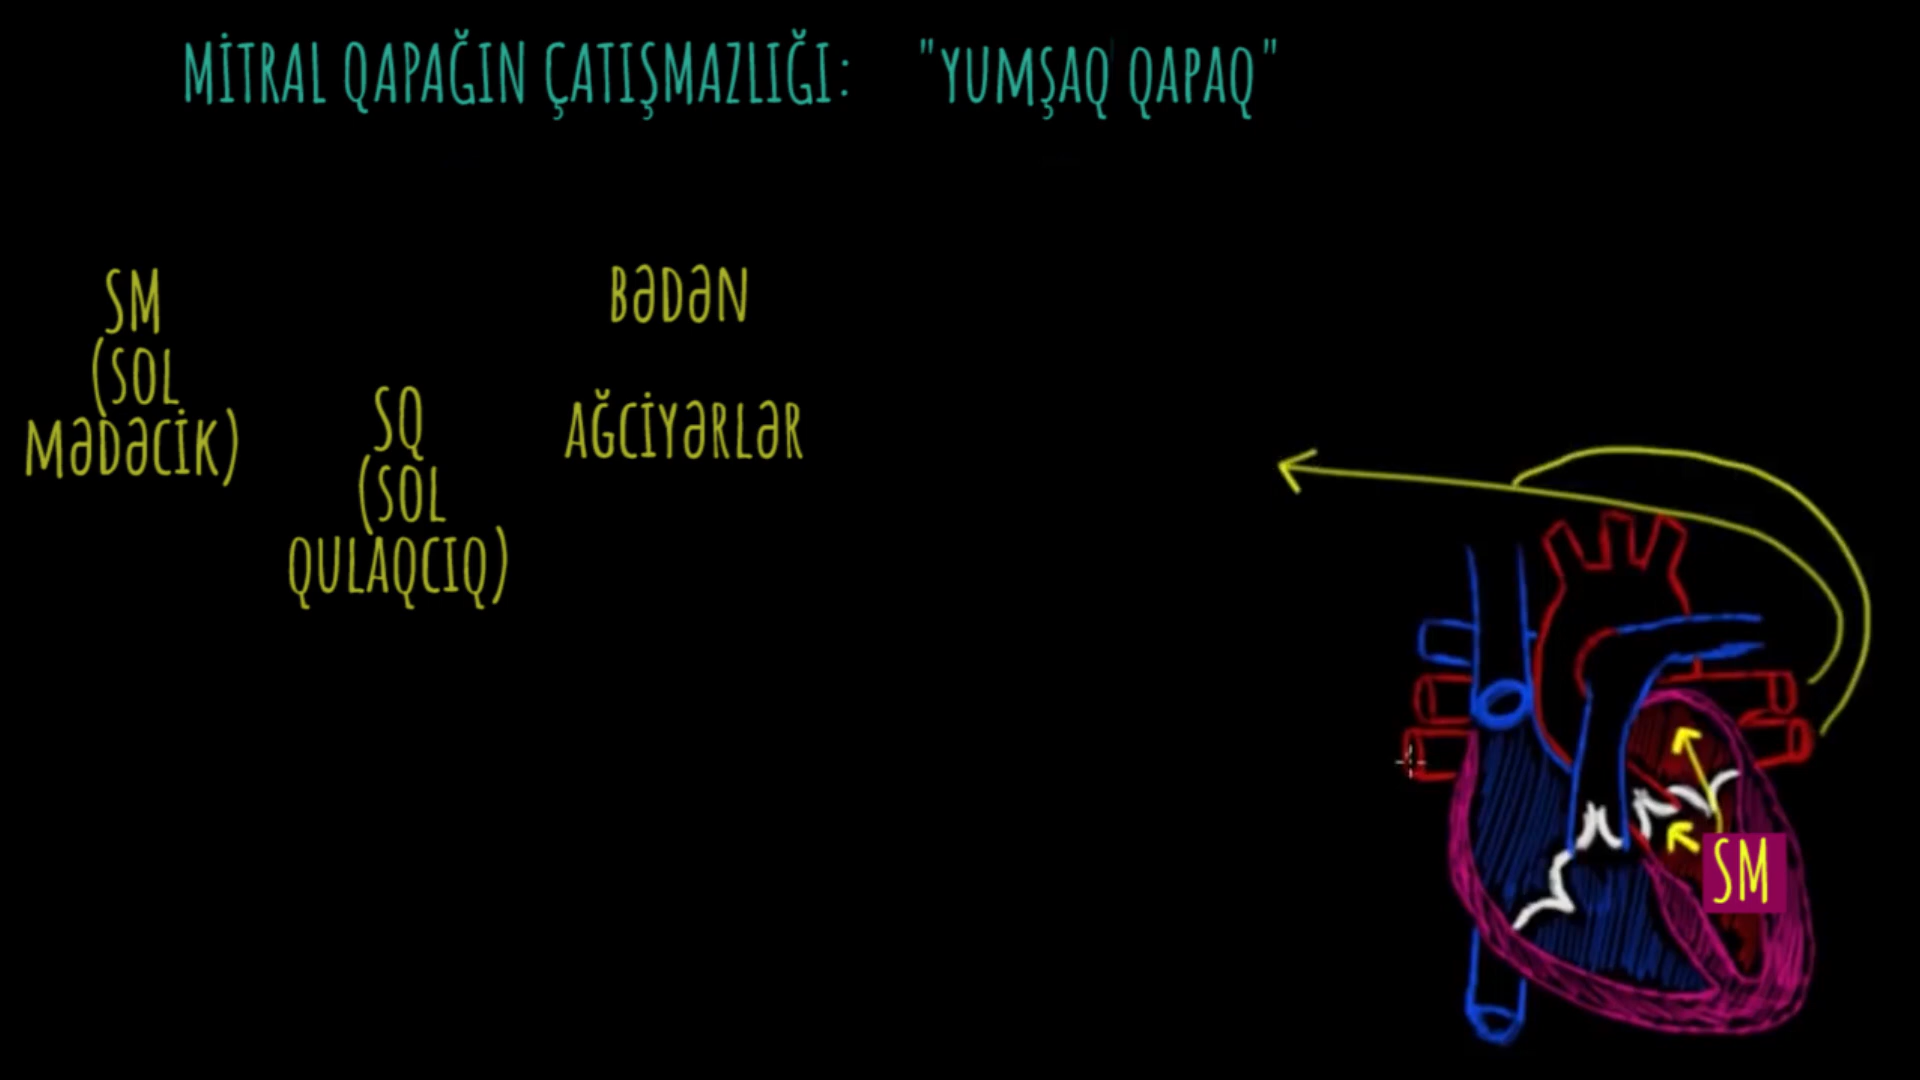 MİTRAL QAPAĞIN ÇATIŞMAZLIĞI: "YUMŞAQ QAPAQ"
SM
(SOL
MƏDƏCİK)
SQ
(SOL
QULAQCIQ)
BƏDƏN
AĞCİYƏRLƏR
SM